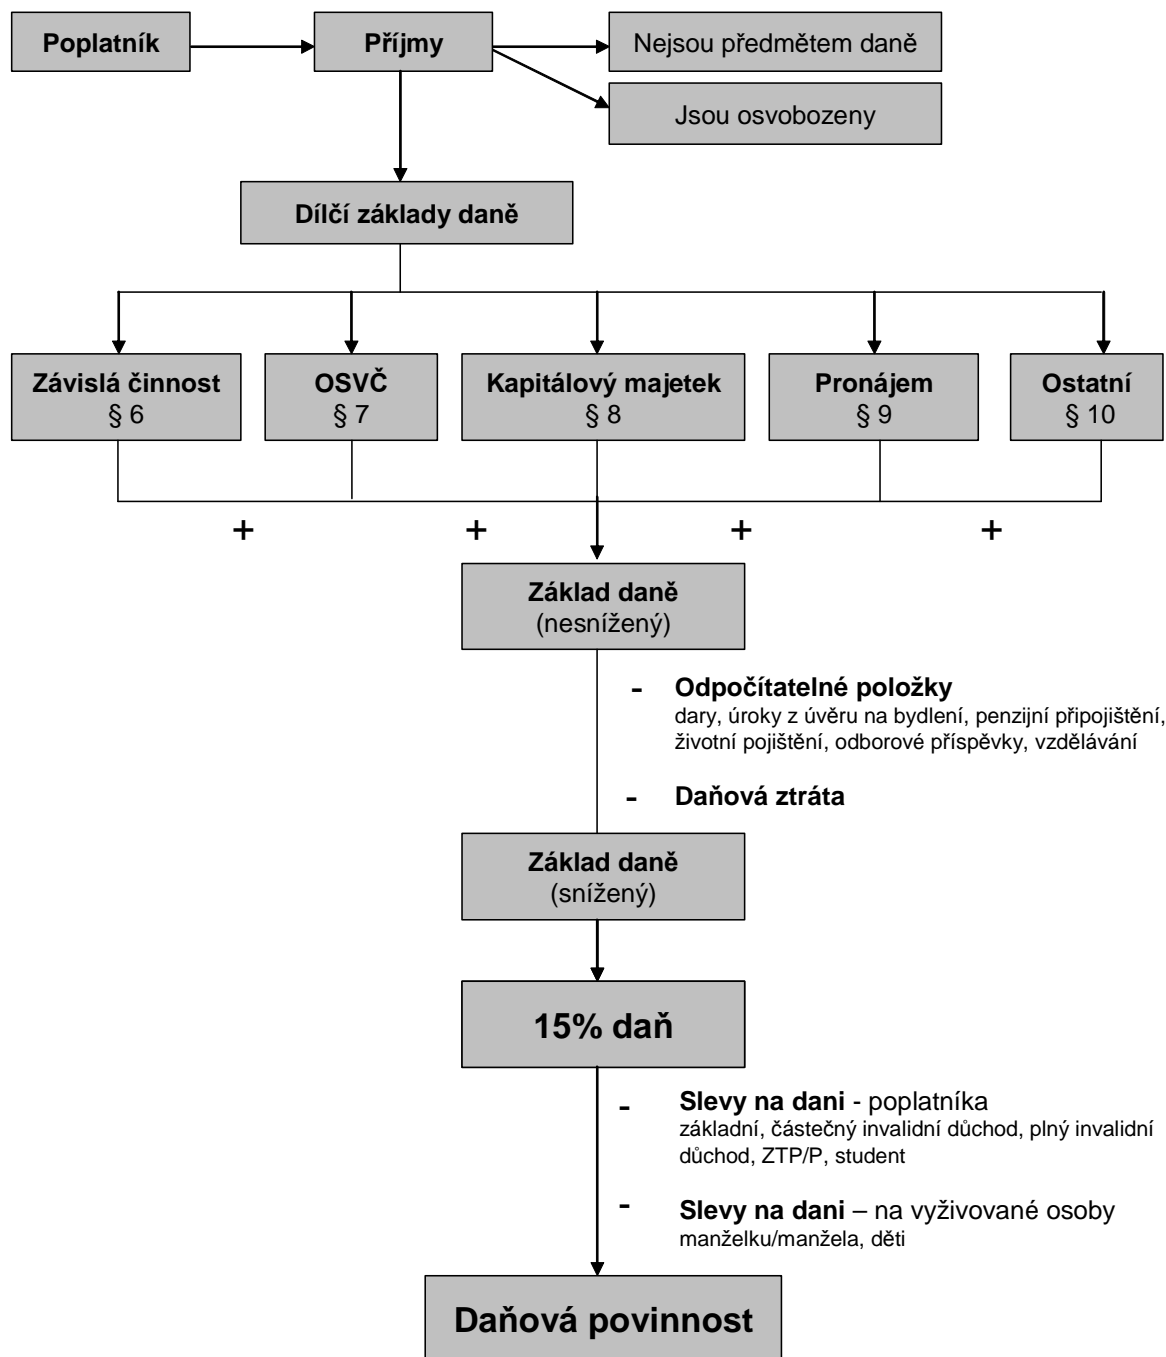 Poplatník
Příjmy
Nejsou předmětem daně
Jsou osvobozeny
Dílčí základy daně
Závislá činnost
§ 6
OSVČ
§ 7
Kapitálový majetek
§ 8
Pronájem
§ 9
Ostatní
§ 10
+ + + +
Základ daně
(nesnížený)
- Odpočítatelné položky
dary, úroky z úvěru na bydlení, penzijní připojištění,
životní pojištění, odborové příspěvky, vzdělávání
- Daňová ztráta
Základ daně
(snížený)
15% daň
- Slevy na dani - poplatníka
základní, částečný invalidní důchod, plný invalidní
důchod, ZTP/P, student
- Slevy na dani – na vyživované osoby
manželku/manžela, děti
Daňová povinnost